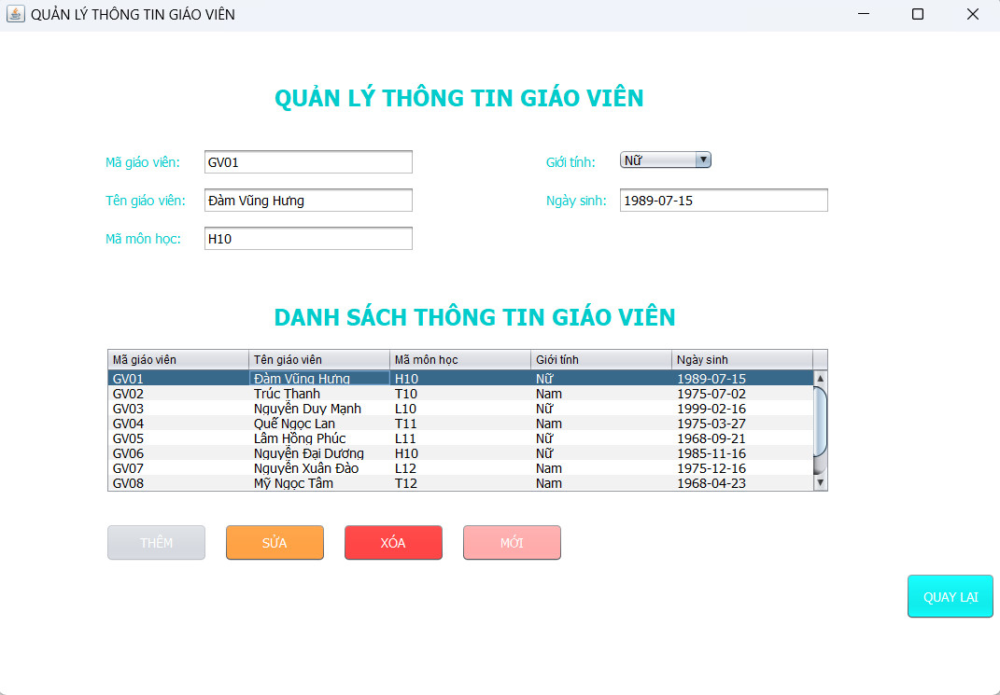 QUẢN LÝ THÔNG TIN GIÁO VIÊN
QUẢN LÝ THÔNG TIN GIÁO VIÊN
Mã giáo viên: GV01 Giới tính: Nữ
Tên giáo viên: Đàm Vũng Hưng Ngày sinh: 1989-07-15
Mã môn học: H10
DANH SÁCH THÔNG TIN GIÁO VIÊN
Mã giáo viên Tên giáo viên Mã môn học Giới tính Ngày sinh
GV01 Đàm Vũng Hưng H10 Nữ 1989-07-15
GV02 Trúc Thanh T10 Nam 1975-07-02
GV03 Nguyễn Duy Mạnh L10 Nữ 1999-02-16
GV04 Quế Ngọc Lan T11 Nam 1975-03-27
GV05 Lâm Hồng Phúc L11 Nữ 1968-09-21
GV06 Nguyễn Đại Dương H10 Nữ 1985-11-16
GV07 Nguyễn Xuân Đào L12 Nam 1975-12-16
GV08 Mỹ Ngọc Tâm T12 Nam 1968-04-23
THÊM SỬA XÓA MỚI
QUAY LẠI